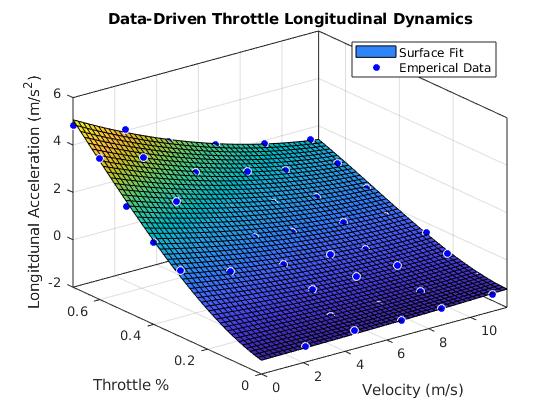 Data-Driven Throttle Longitudinal Dynamics
Surface Fit
Emperical Data
Longitdunal Acceleration (m/s²)
6
4
2
0
-2
0.6
0.4
0.2
0
Throttle %
0
2
4
6
8
10
Velocity (m/s)